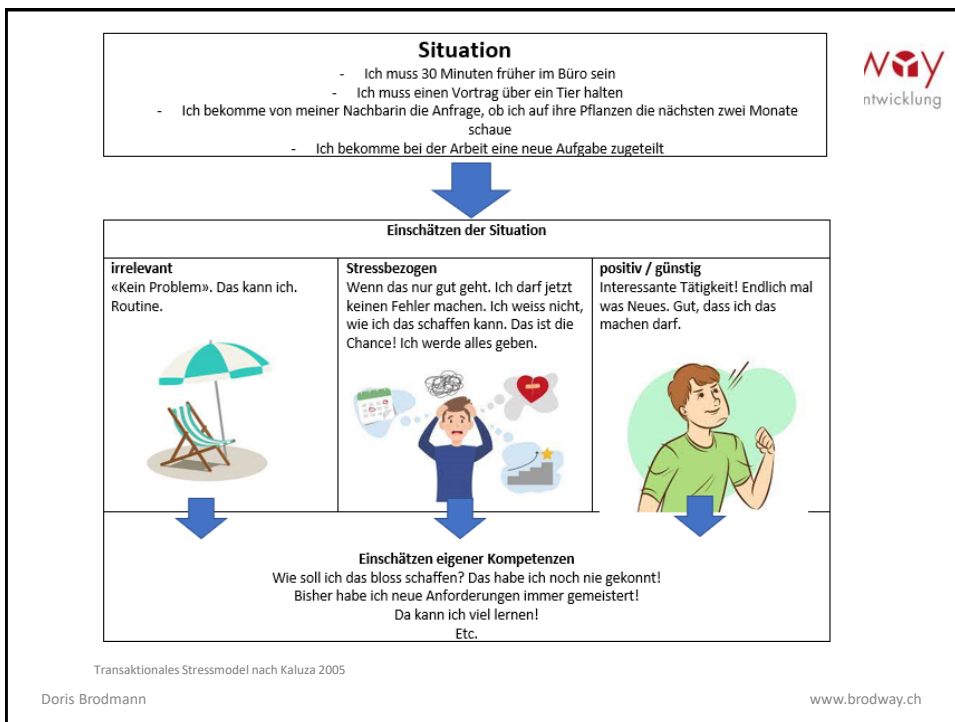 Situation
- Ich muss 30 Minuten früher im Büro sein
- Ich muss einen Vortrag über ein Tier halten
- Ich bekomme von meiner Nachbarin die Anfrage, ob ich auf ihre Pflanzen die nächsten zwei Monate
schaue
- Ich bekomme bei der Arbeit eine neue Aufgabe zugeteilt
way
ntwicklung
Einschätzen der Situation
irrelevant
«Kein Problem». Das kann ich.
Routine.
Stressbezogen
Wenn das nur gut geht. Ich darf jetzt
keinen Fehler machen. Ich weiss nicht,
wie ich das schaffen kann. Das ist die
Chance! Ich werde alles geben.
positiv / günstig
Interessante Tätigkeit! Endlich mal
was Neues. Gut, dass ich das
machen darf.
Einschätzen eigener Kompetenzen
Wie soll ich das bloss schaffen? Das habe ich noch nie gekonnt!
Bisher habe ich neue Anforderungen immer gemeistert!
Da kann ich viel lernen!
Etc.
Transaktionales Stressmodel nach Kaluza 2005
Doris Brodmann
www.brodway.ch